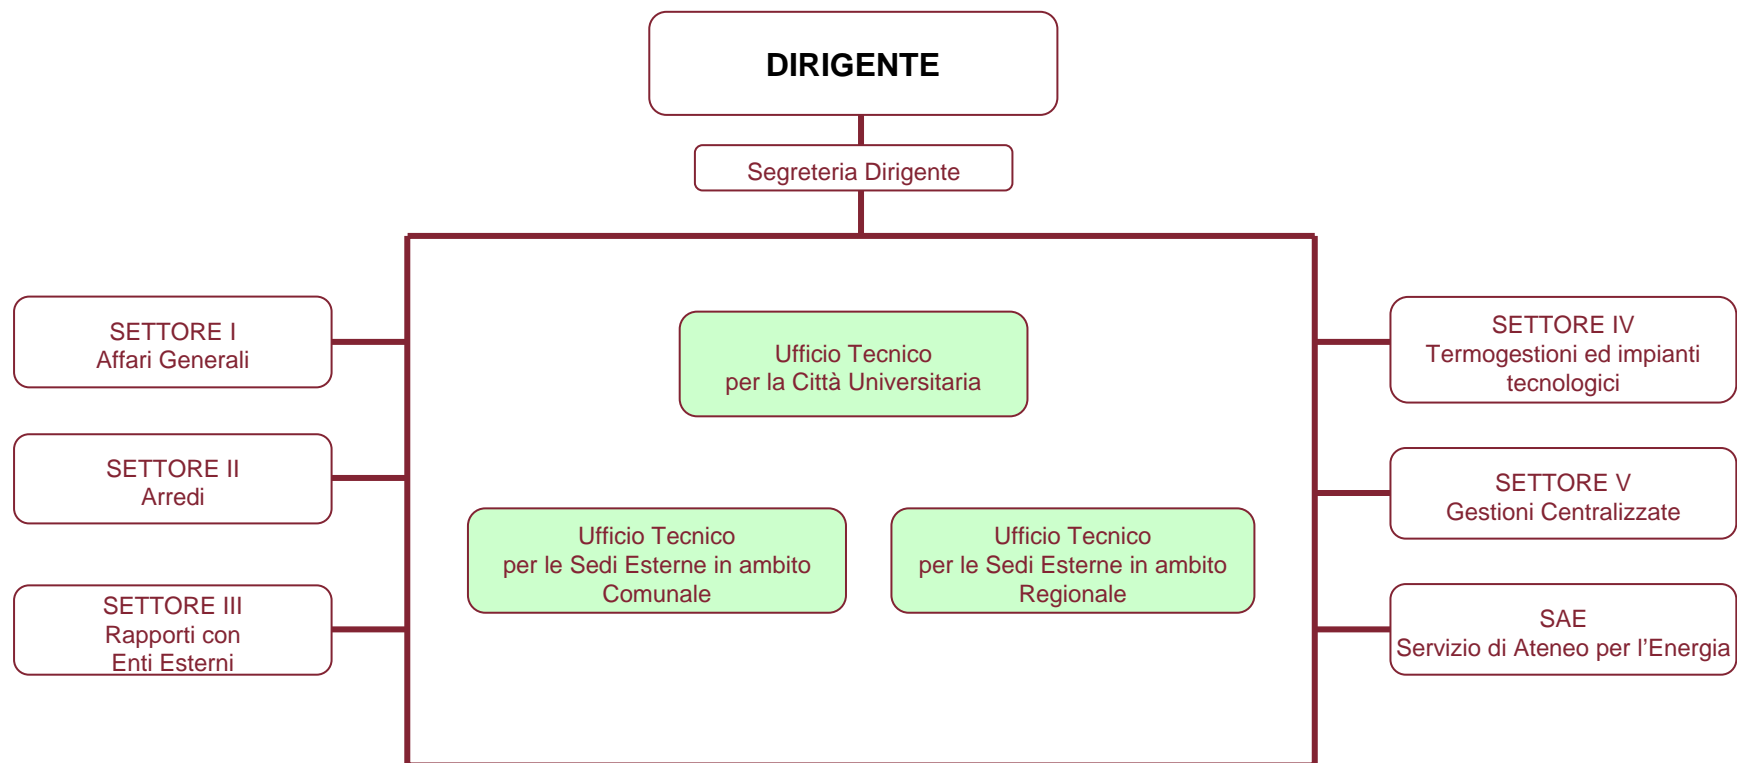 DIRIGENTE
Segreteria Dirigente
SETTORE I
Affari Generali
SETTORE II
Arredi
SETTORE III
Rapporti con
Enti Esterni
Ufficio Tecnico
per la Città Universitaria
Ufficio Tecnico
per le Sedi Esterne in ambito
Comunale
Ufficio Tecnico
per le Sedi Esterne in ambito
Regionale
SETTORE IV
Termogestioni ed impianti
tecnologici
SETTORE V
Gestioni Centralizzate
SAE
Servizio di Ateneo per l’Energia